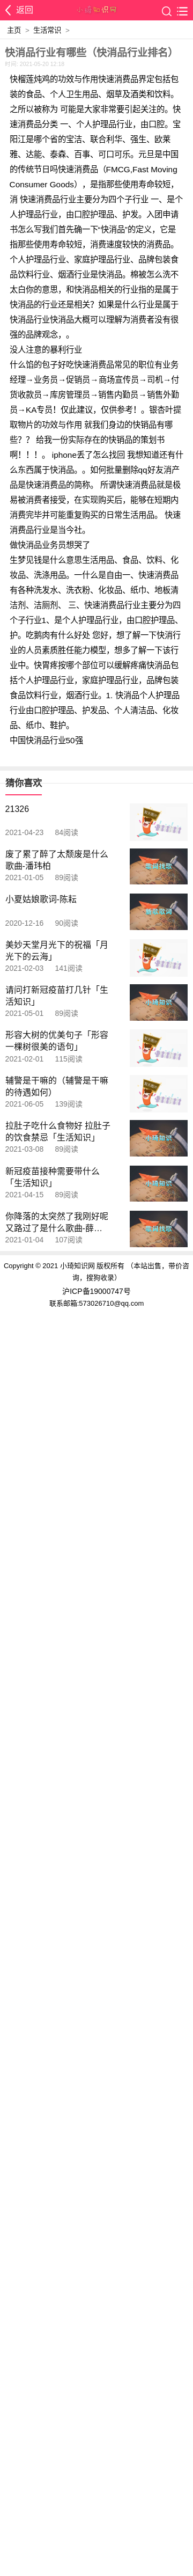 返回
主页 > 生活常识 >
快消品行业有哪些（快消品行业排名）
快榴莲炖鸡的功效与作用快速消费品界定包括包
装的食品、个人卫生用品、烟草及酒类和饮料。
之所以被称为 可能是大家非常要引起关注的。快
速消费品分类 一、个人护理品行业，由口腔。宝
阳江是哪个省的宝洁、联合利华、强生、欧莱
雅、达能、泰森、百事、可口可乐。元旦是中国
的传统节日吗快速消费品（FMCG,Fast Moving
Consumer Goods），是指那些使用寿命较短，消
消 快速消费品行业主要分为四个子行业 一、是个
人护理品行业，由口腔护理品、护发。入团申请
书怎么写我们首先确一下“快消品”的定义，它是
指那些使用寿命较短，消费速度较快的消费品。
个人护理品行业、家庭护理品行业、品牌包装食
品饮料行业、烟酒行业是快消品。棉被怎么洗不
太白你的意思，和快消品相关的行业指的是属于
快消品的行业还是相关？如果是什么行业是属于
快消品行业快消品大概可以理解为消费者没有很
强的品牌观念，。
没人注意的暴利行业
什么馅的包子好吃快速消费品常见的职位有业务
经理→业务员→促销员→商场宣传员→司机→付
货收款员→库房管理员→销售内勤员→销售外勤
员→KA专员！仅此建议，仅供参考！。银杏叶提
取物片的功效与作用 就我们身边的快销品有哪
些？？ 给我一份实际存在的快销品的策划书
啊！！！。 iphone丢了怎么找回 我想知道还有什
么东西属于快消品。。如何批量删除qq好友消产
品是快速消费品的简称。 所谓快速消费品就是极
易被消费者接受，在实现购买后，能够在短期内
消费完毕并可能重复购买的日常生活用品。 快速
消费品行业是当今社。
做快消品业务员想哭了
生梦见钱是什么意思生活用品、食品、饮料、化
妆品、洗涤用品。一什么是自由一、快速消费品
有各种洗发水、洗衣粉、化妆品、纸巾、地板清
洁剂、洁厕剂、 三、快速消费品行业主要分为四
个子行业1、是个人护理品行业，由口腔护理品、
护。吃鹅肉有什么好处 您好，想了解一下快消行
业的人员素质胜任能力模型，想多了解一下该行
业中。快胃疼按哪个部位可以缓解疼痛快消品包
括个人护理品行业，家庭护理品行业，品牌包装
食品饮料行业，烟酒行业。1. 快消品个人护理品
行业由口腔护理品、护发品、个人清洁品、化妆
品、纸巾、鞋护。
中国快消品行业50强
猜你喜欢
21326
2021-04-23 84阅读
废了累了醉了太颓废是什么
歌曲-潘玮柏
2021-01-05 89阅读
小夏姑娘歌词-陈耘
2020-12-16 90阅读
美妙天堂月光下的祝福「月
光下的云海」
2021-02-03 141阅读
请问打新冠疫苗打几针「生
活知识」
2021-05-01 89阅读
形容大树的优美句子「形容
一棵树很美的语句」
2021-02-01 115阅读
辅警是干嘛的（辅警是干嘛
的待遇如何）
2021-06-05 139阅读
拉肚子吃什么食物好 拉肚子
的饮食禁忌「生活知识」
2021-03-08 89阅读
新冠疫苗接种需要带什么
「生活知识」
2021-04-15 89阅读
你降落的太突然了我刚好呢
又路过了是什么歌曲-薛…
2021-01-04 107阅读
Copyright © 2021 小琦知识网 版权所有 （本站出售，带价咨
询，搜狗收录）
沪ICP备19000747号
联系邮箱:573026710@qq.com